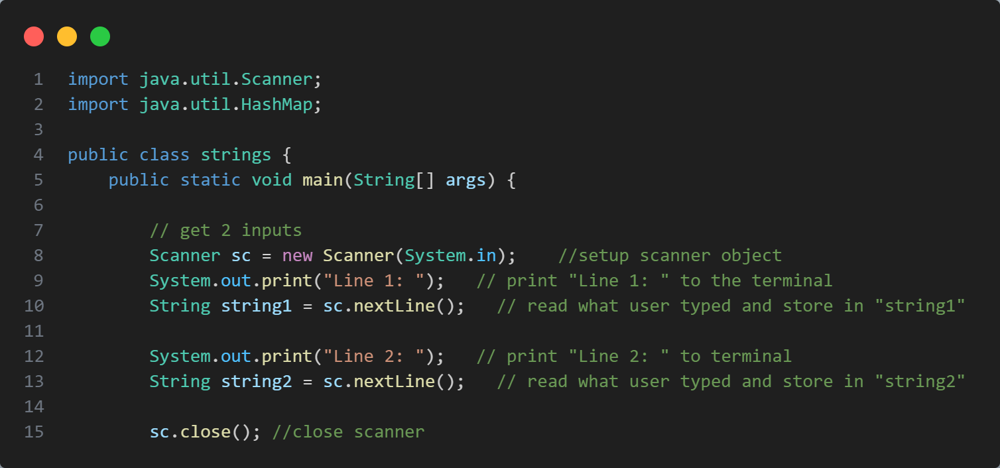 1 import java.util.Scanner;
2 import java.util.HashMap;
3
4 public class strings {
5     public static void main(String[] args) {
6
7         // get 2 inputs
8         Scanner sc = new Scanner(System.in);    //setup scanner object
9         System.out.print("Line 1: ");   // print "Line 1: " to the terminal
10         String string1 = sc.nextLine();   // read what user typed and store in "string1"
11
12         System.out.print("Line 2: ");   // print "Line 2: " to terminal
13         String string2 = sc.nextLine();   // read what user typed and store in "string2"
14
15         sc.close(); //close scanner